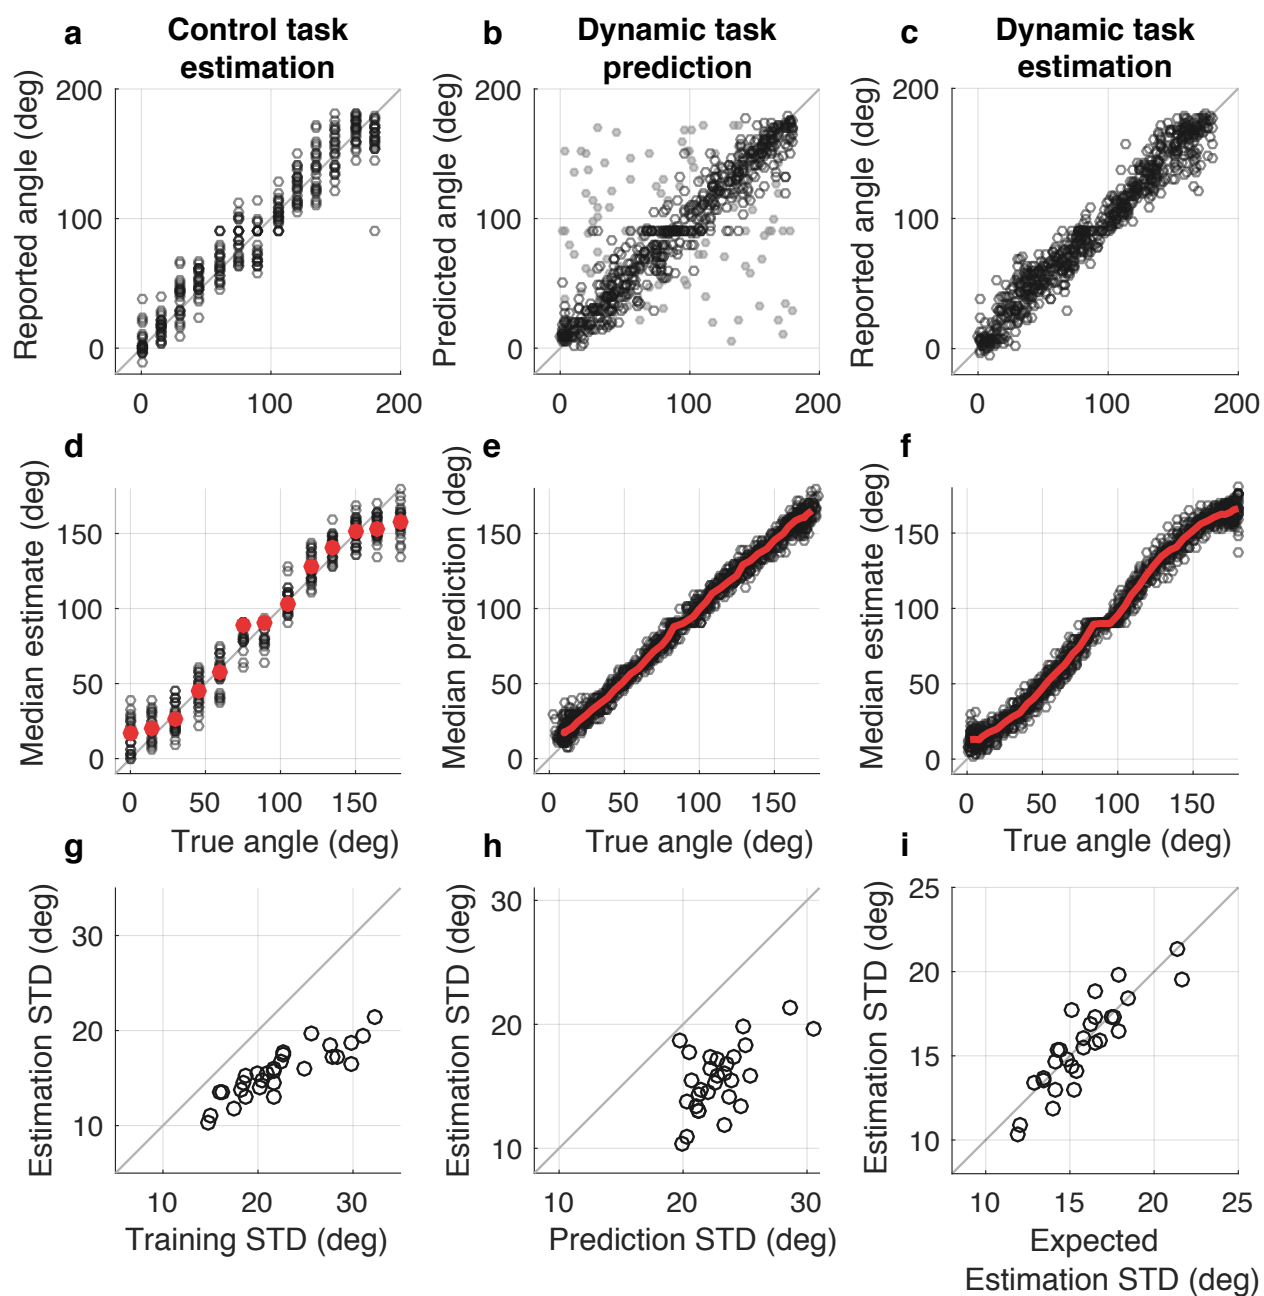 a
Control task
estimation
b
Dynamic task
prediction
c
Dynamic task
estimation
Reported angle (deg)
200
100
0
0
100
200
Predicted angle (deg)
200
100
0
0
100
200
Reported angle (deg)
200
100
0
0
100
200
d
Median estimate (deg)
150
100
50
0
0
50
100
150
True angle (deg)
e
Median prediction (deg)
150
100
50
0
0
50
100
150
True angle (deg)
f
Median estimate (deg)
150
100
50
0
0
50
100
150
True angle (deg)
g
Estimation STD (deg)
30
20
10
10
20
30
Training STD (deg)
h
Estimation STD (deg)
30
20
10
10
20
30
Prediction STD (deg)
i
Estimation STD (deg)
25
20
15
10
10
15
20
25
Expected
Estimation STD (deg)